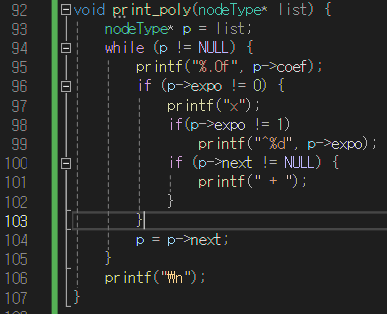 92 void print_poly(nodeType* list) {
93     nodeType* p = list;
94     while (p != NULL) {
95         printf("%.0f", p->coef);
96         if (p->expo != 0) {
97             printf("x");
98             if(p->expo != 1)
99                 printf("^%d", p->expo);
100             if (p->next != NULL) {
101                 printf(" + ");
102             }
103         }
104         p = p->next;
105     }
106     printf("₩n");
107 }